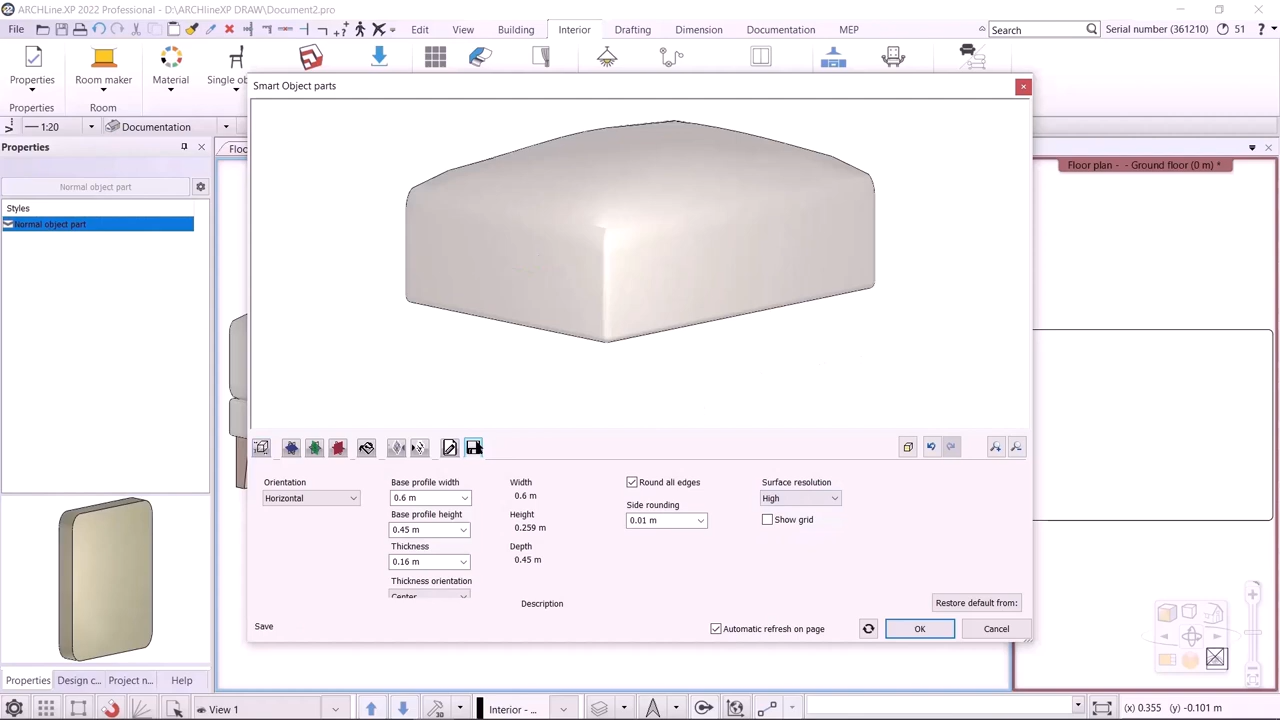 ARCHLine.XP 2022 Professional - ARCHlineXP DRAW/Document2.pro
File
Edit
View
Building
Interior
Drafting
Dimension
Documentation
MEP
Search
Serial number (361210)
51
Properties
Room maker
Material
Single ob
Properties
Room
1:20
Documentation
Properties
Normal object part
Styles
Normal object part
Floo
Smart Object parts
Floor plan - - Ground floor (0 m) *
Orientation
Horizontal
Base profile width
0.6 m
Base profile height
0.45 m
Thickness
0.16 m
Thickness orientation
Center
Width
0.6 m
Height
0.259 m
Depth
0.45 m
Description
Round all edges
Side rounding
0.01 m
Surface resolution
High
Show grid
Restore default from:
Save
Automatic refresh on page
OK
Cancel
Properties
Design c...
Project n...
Help
View 1
30
Interior - ...
(x) 0.355 (y) -0.101 m